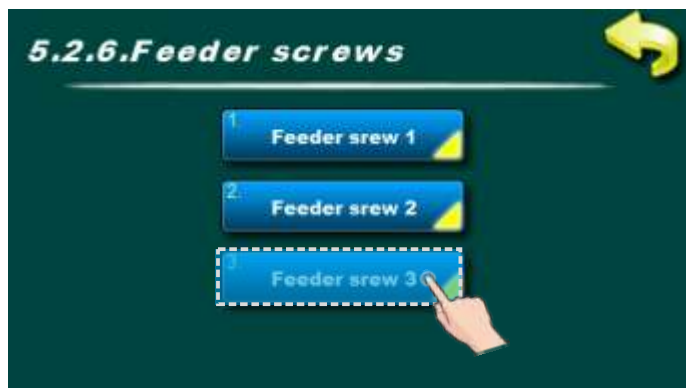 5.2.6.Feeder screws
1.
Feeder srew 1
2.
Feeder srew 2
3.
Feeder srew 3